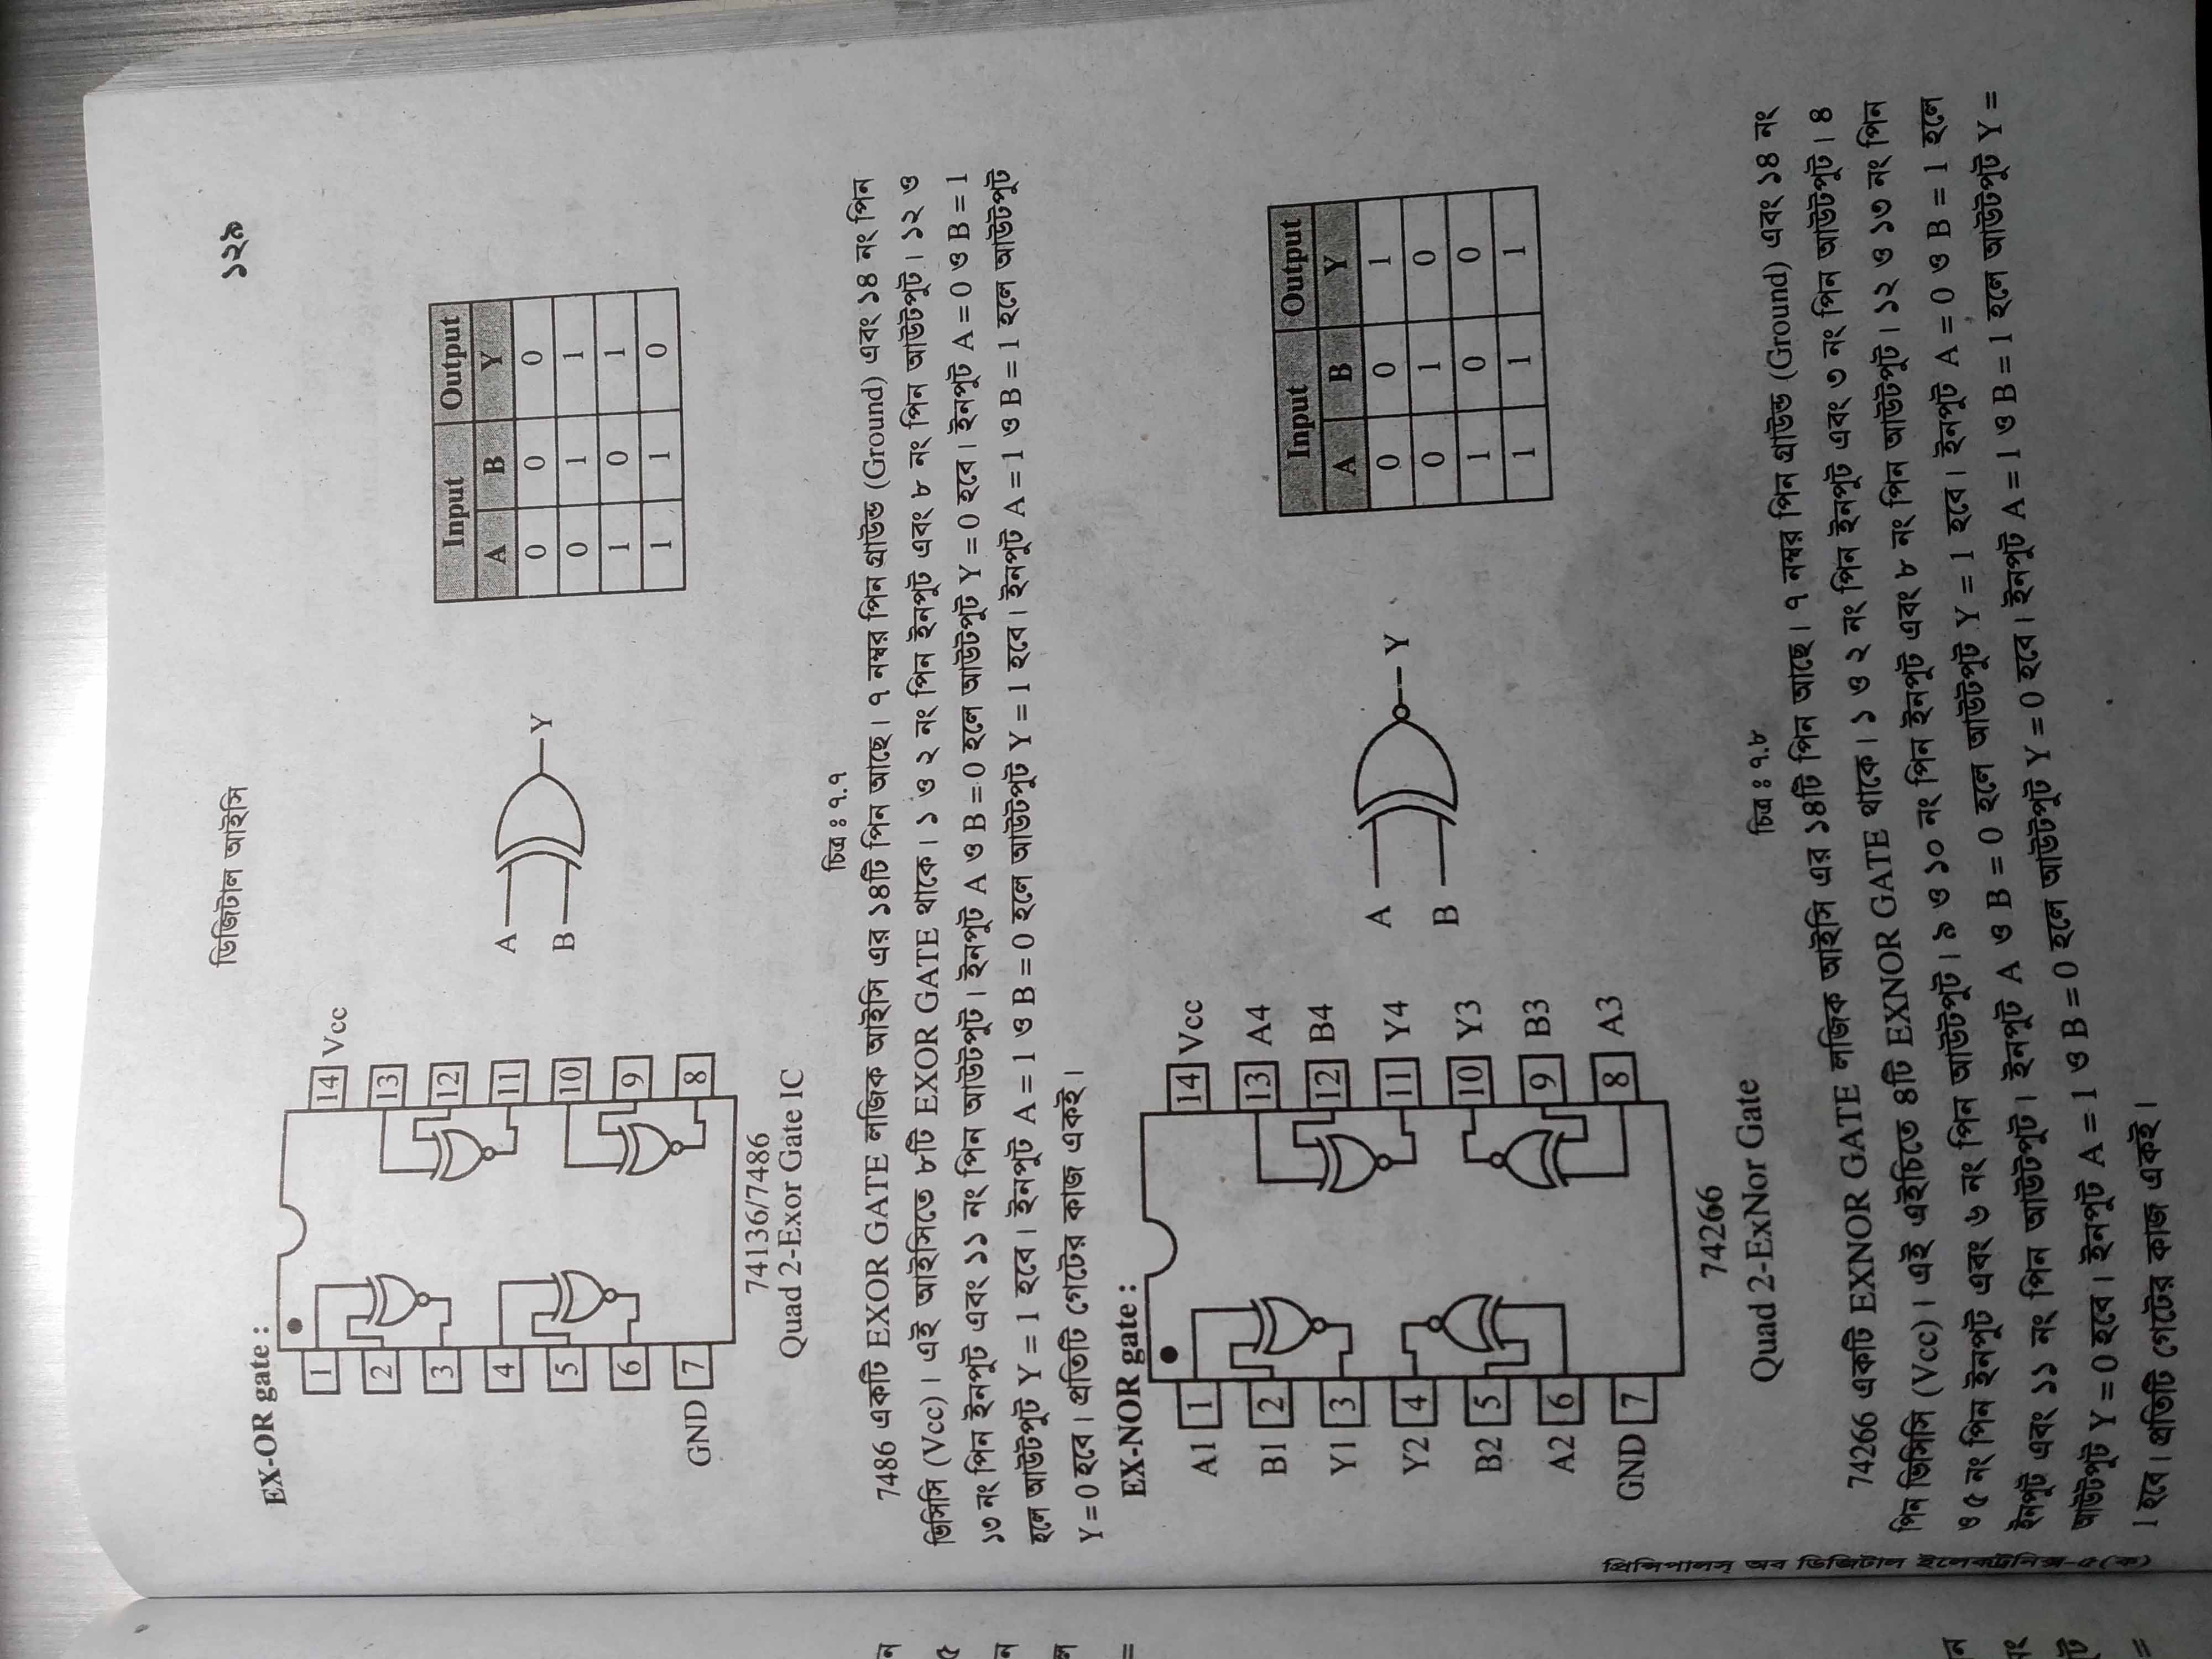 ডিজিটাল আইসি
১২৯
EX-OR gate :
1
2
3
4
5
6
GND 7
14 Vcc
13
12
11
10
9
8
74136/7486
Quad 2-Exor Gate IC
A
B
Y
Input Output
A B Y
0 0 0
0 1 1
1 0 1
1 1 0
চিত্র ঃ ৭.৭
7486 একটি EXOR GATE লজিক আইসি এর ১৪টি পিন আছে। ৭ নম্বর পিন গ্রাউন্ড (Ground) এবং ১৪ নং পিন
ভিসিসি (Vcc) । এই আইসিতে ৮টি EXOR GATE থাকে। ১ ও ২ নং পিন ইনপুট এবং ৮ নং পিন আউটপুট। ১২ ও
১৩ নং পিন ইনপুট এবং ১১ নং পিন আউটপুট। ইনপুট A ও B = 0 হলে আউটপুট Y = 0 হবে। ইনপুট A = 0 ও B = 1
হলে আউটপুট Y = 1 হবে। ইনপুট A = 1 ও B = 0 হলে আউটপুট Y = 1 হবে। ইনপুট A = 1 ও B = 1 হলে আউটপুট
Y = 0 হবে। প্রতিটি গেটের কাজ একই।
EX-NOR gate :
A1 1
B1 2
Y1 3
Y2 4
B2 5
A2 6
GND 7
14 Vcc
13 A4
12 B4
11 Y4
10 Y3
9 B3
8 A3
74266
Quad 2-ExNor Gate
A
B
Y
Input Output
A B Y
0 0 1
0 1 0
1 0 0
1 1 1
চিত্র ঃ ৭.৮
74266 একটি EXNOR GATE লজিক আইসি এর ১৪টি পিন আছে। ৭ নম্বর পিন গ্রাউন্ড (Ground) এবং ১৪ নং
পিন ভিসিসি (Vcc) । এই এইচিতে ৪টি EXNOR GATE থাকে। ১ ও ২ নং পিন ইনপুট এবং ৩ নং পিন আউটপুট। ৪
ও ৫ নং পিন ইনপুট এবং ৬ নং পিন আউটপুট। ৯ ও ১০ নং পিন ইনপুট এবং ৮ নং পিন আউটপুট। ১২ ও ১৩ নং পিন
ইনপুট এবং ১১ নং পিন আউটপুট। ইনপুট A ও B = 0 হলে আউটপুট Y = 1 হবে। ইনপুট A = 0 ও B = 1 হলে
আউটপুট Y = 0 হবে। ইনপুট A = 1 ও B = 0 হলে আউটপুট Y = 0 হবে। ইনপুট A = 1 ও B = 1 হলে আউটপুট Y =
1 হবে। প্রতিটি গেটের কাজ একই।
প্রিন্সিপালস্ অব ডিজিটাল ইলেকট্রনিক্স-৫(ক)